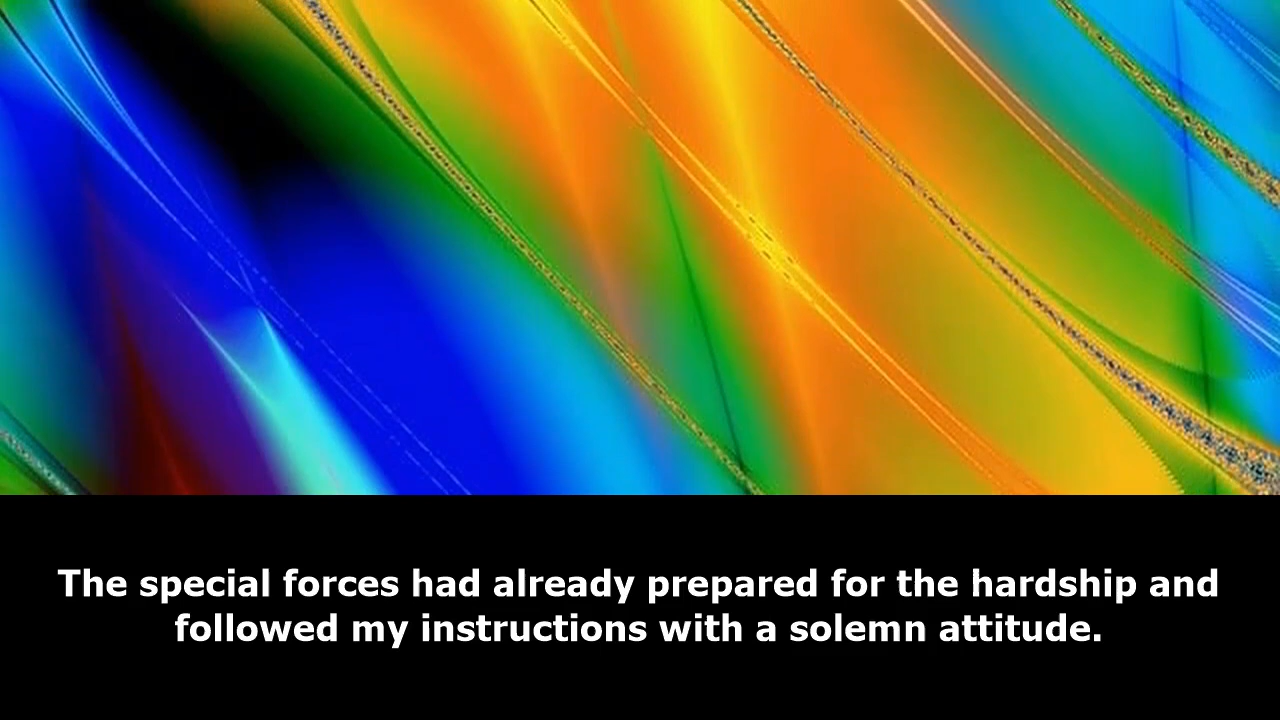 The special forces had already prepared for the hardship and
followed my instructions with a solemn attitude.